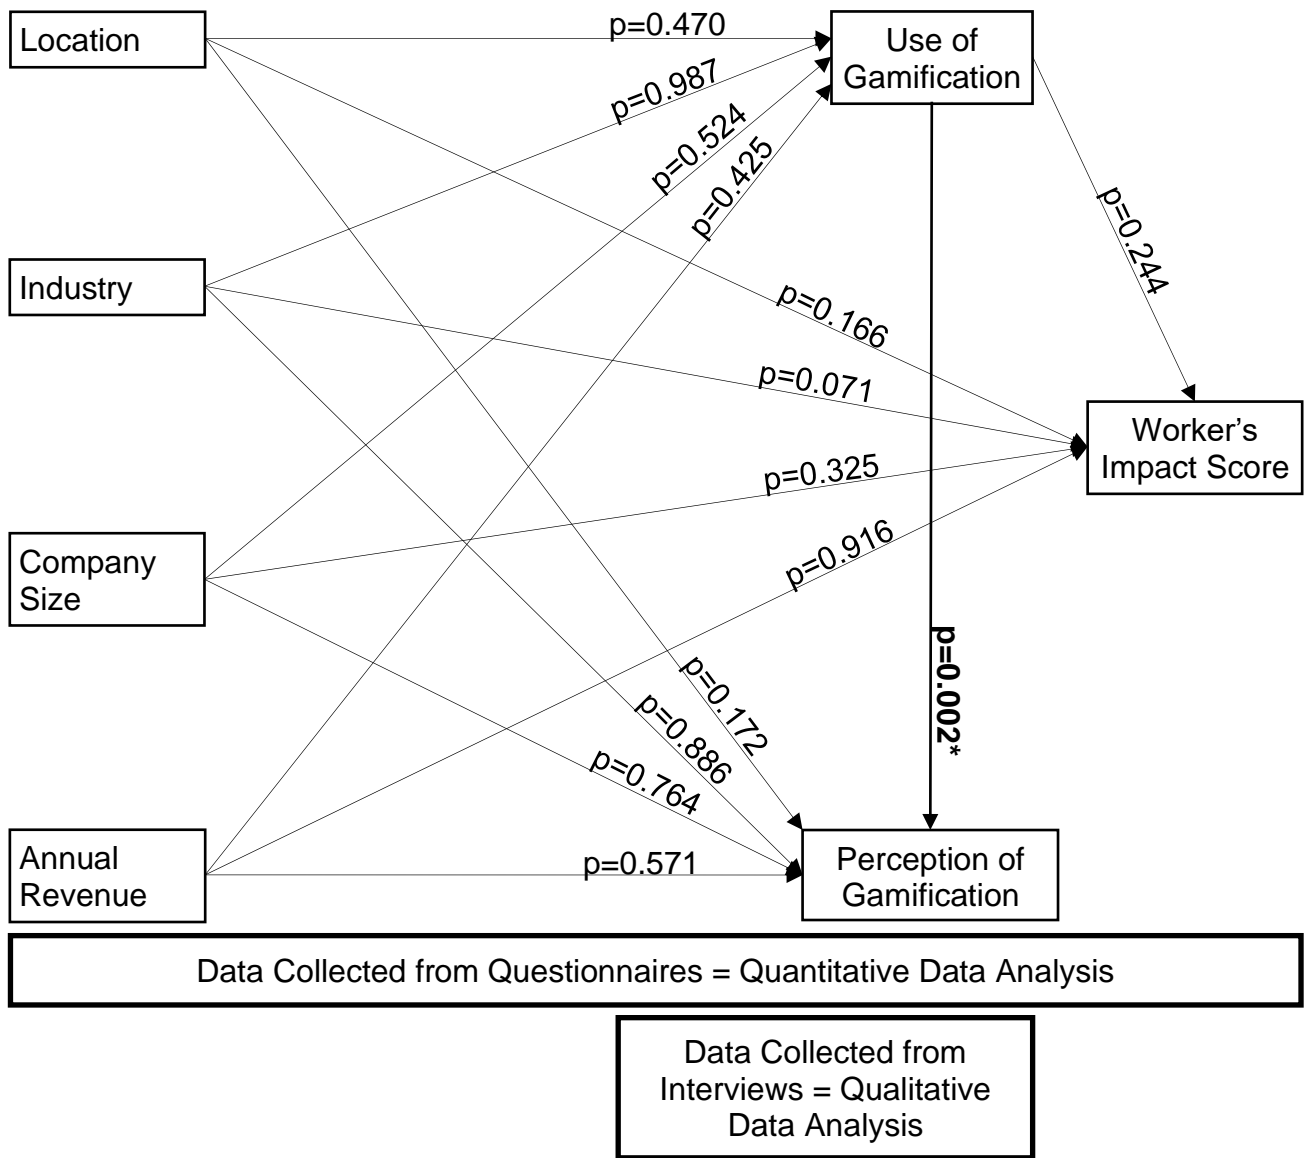 Location
p=0.470
Use of
Gamification
p=0.987
p=0.524
p=0.425
p=0.244
Industry
p=0.166
p=0.071
Worker’s
Impact Score
p=0.325
Company
Size
p=0.916
p=0.002*
p=0.172
p=0.886
p=0.764
Annual
Revenue
p=0.571
Perception of
Gamification
Data Collected from Questionnaires = Quantitative Data Analysis
Data Collected from
Interviews = Qualitative
Data Analysis